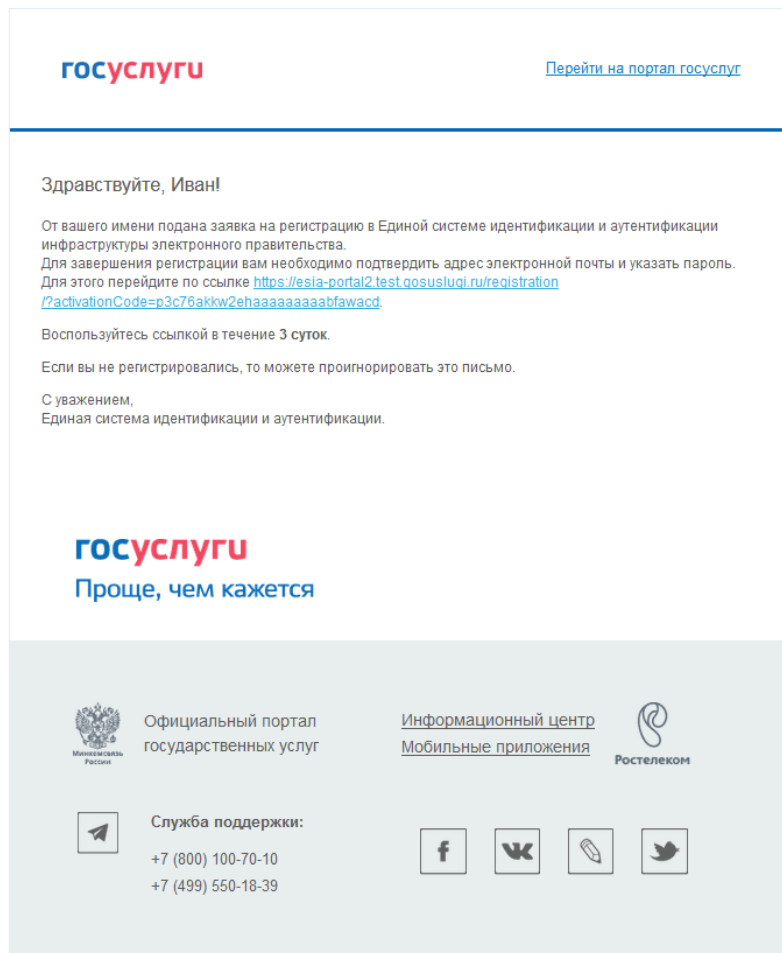 госуслуги
Перейти на портал госуслуг
Здравствуйте, Иван!
От вашего имени подана заявка на регистрацию в Единой системе идентификации и аутентификации
инфраструктуры электронного правительства.
Для завершения регистрации вам необходимо подтвердить адрес электронной почты и указать пароль.
Для этого перейдите по ссылке https://esia-portal2.test.gosuslugi.ru/registration
/?activationCode=p3c76akkw2ehaaaaaaaaabfawacd.
Воспользуйтесь ссылкой в течение 3 суток.
Если вы не регистрировались, то можете проигнорировать это письмо.
С уважением,
Единая система идентификации и аутентификации.
госуслуги
Проще, чем кажется
Минкомсвязь
России
Официальный портал
государственных услуг
Информационный центр
Мобильные приложения
Ростелеком
Служба поддержки:
+7 (800) 100-70-10
+7 (499) 550-18-39